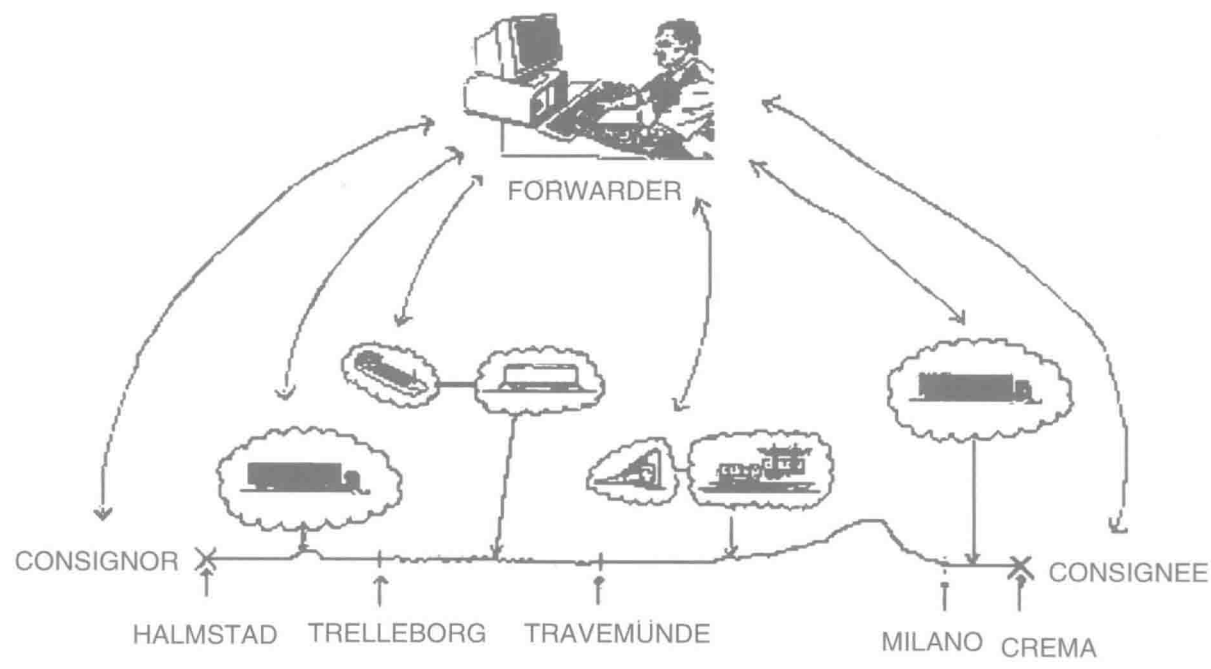 FORWARDER
CONSIGNOR
CONSIGNEE
HALMSTAD
TRELLEBORG
TRAVEMÜNDE
MILANO
CREMA